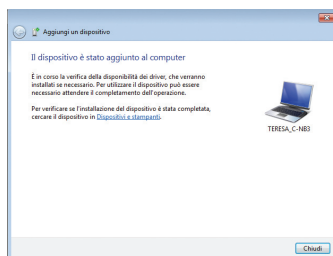 Aggiungi un dispositivo
Il dispositivo è stato aggiunto al computer
È in corso la verifica della disponibilità dei driver, che verranno
installati se necessario. Per utilizzare il dispositivo può essere
necessario attendere il completamento dell'operazione.
Per verificare se l'installazione del dispositivo è stata completata,
cercare il dispositivo in Dispositivi e stampanti.
TERESA_C-NB3
Chiudi